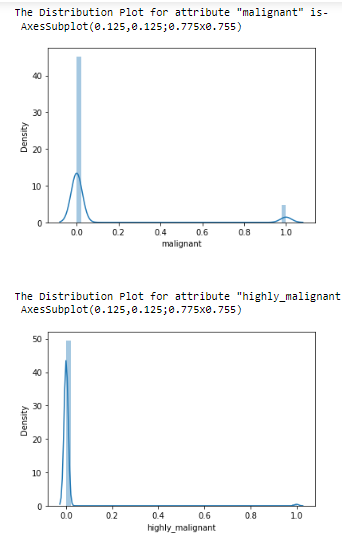 The Distribution Plot for attribute "malignant" is-
AxesSubplot(0.125,0.125;0.775x0.755)
40
30
20
10
0
Density
0.0 0.2 0.4 0.6 0.8 1.0
malignant
The Distribution Plot for attribute "highly_malignant
AxesSubplot(0.125,0.125;0.775x0.755)
50
40
30
20
10
0
Density
0.0 0.2 0.4 0.6 0.8 1.0
highly_malignant